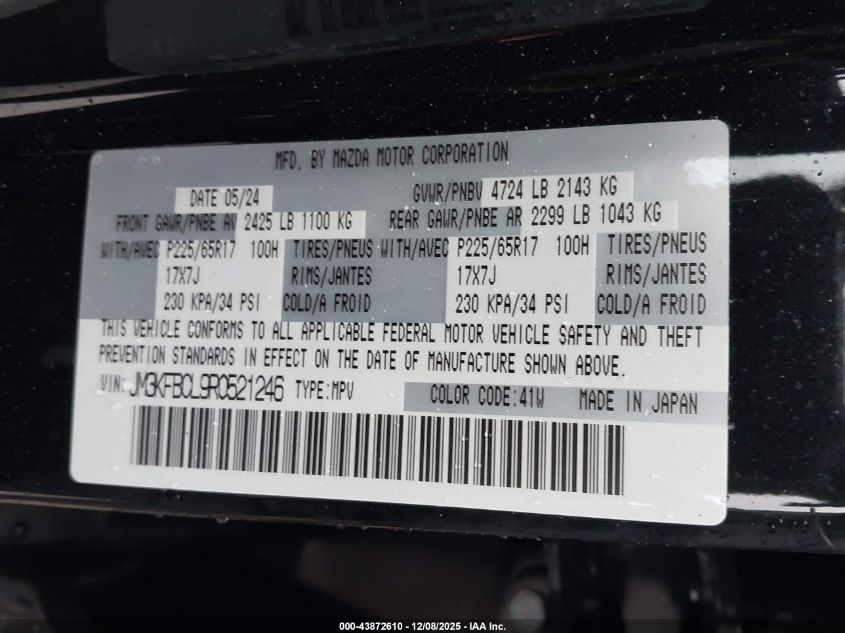 MFD. BY MAZDA MOTOR CORPORATION
DATE 05/24 GVWR/PNBV 4724 LB 2143 KG
FRONT GAWR/PNBE AV 2425 LB 1100 KG REAR GAWR/PNBE AR 2299 LB 1043 KG
WITH/AVEC P225/65R17 100H TIRES/PNEUS WITH/AVEC P225/65R17 100H TIRES/PNEUS
17X7J RIMS/JANTES 17X7J RIMS/JANTES
230 KPA/34 PSI COLD/A FROID 230 KPA/34 PSI COLD/A FROID
THIS VEHICLE CONFORMS TO ALL APPLICABLE FEDERAL MOTOR VEHICLE SAFETY AND THEFT
PREVENTION STANDARDS IN EFFECT ON THE DATE OF MANUFACTURE SHOWN ABOVE.
VIN: JM3KFBCL9R0521246 TYPE:MPV COLOR CODE:41W MADE IN JAPAN
000-43872610 - 12/08/2025 - IAA Inc.